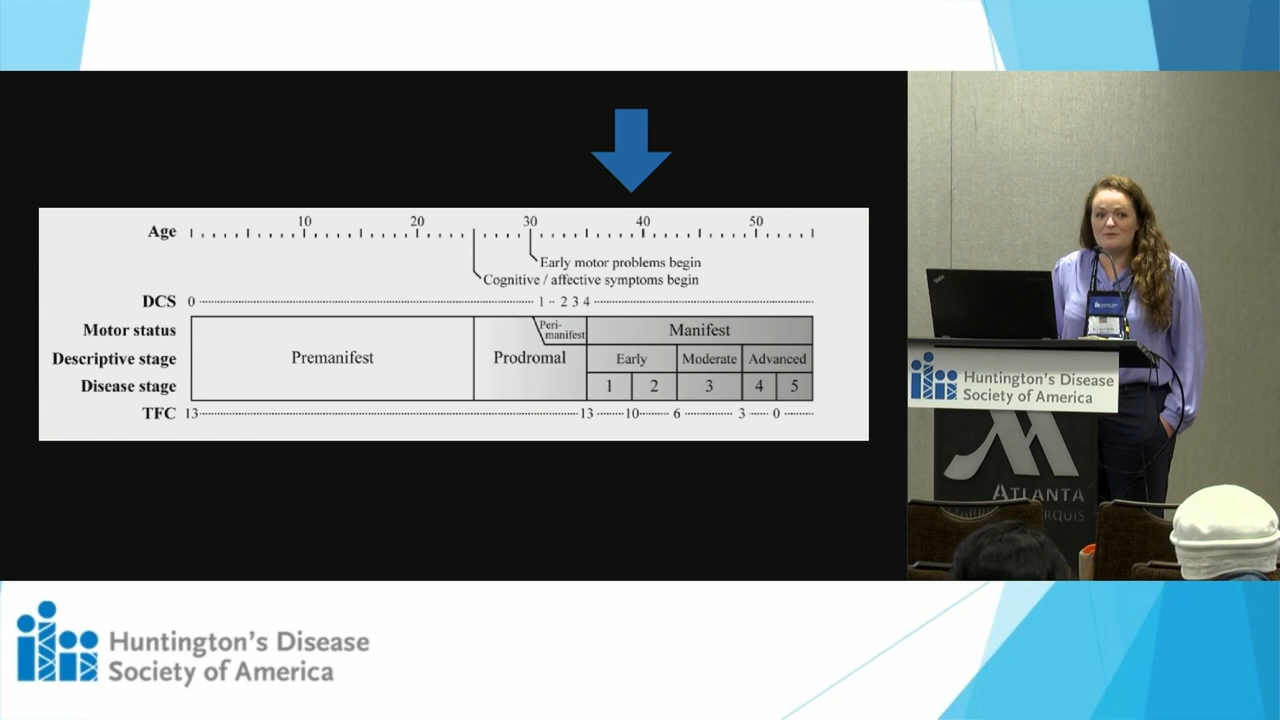 10 20 30 40 50
Age
Early motor problems begin
Cognitive / affective symptoms begin
DCS 0 1 2 3 4
Motor status
Descriptive stage
Disease stage
Premanifest
Prodromal
Peri-
manifest
Manifest
Early Moderate Advanced
1 2 3 4 5
TFC 13 13 10 6 3 0
Huntington's Disease
Society of America
ATLANTA
Huntington's Disease
Society of America